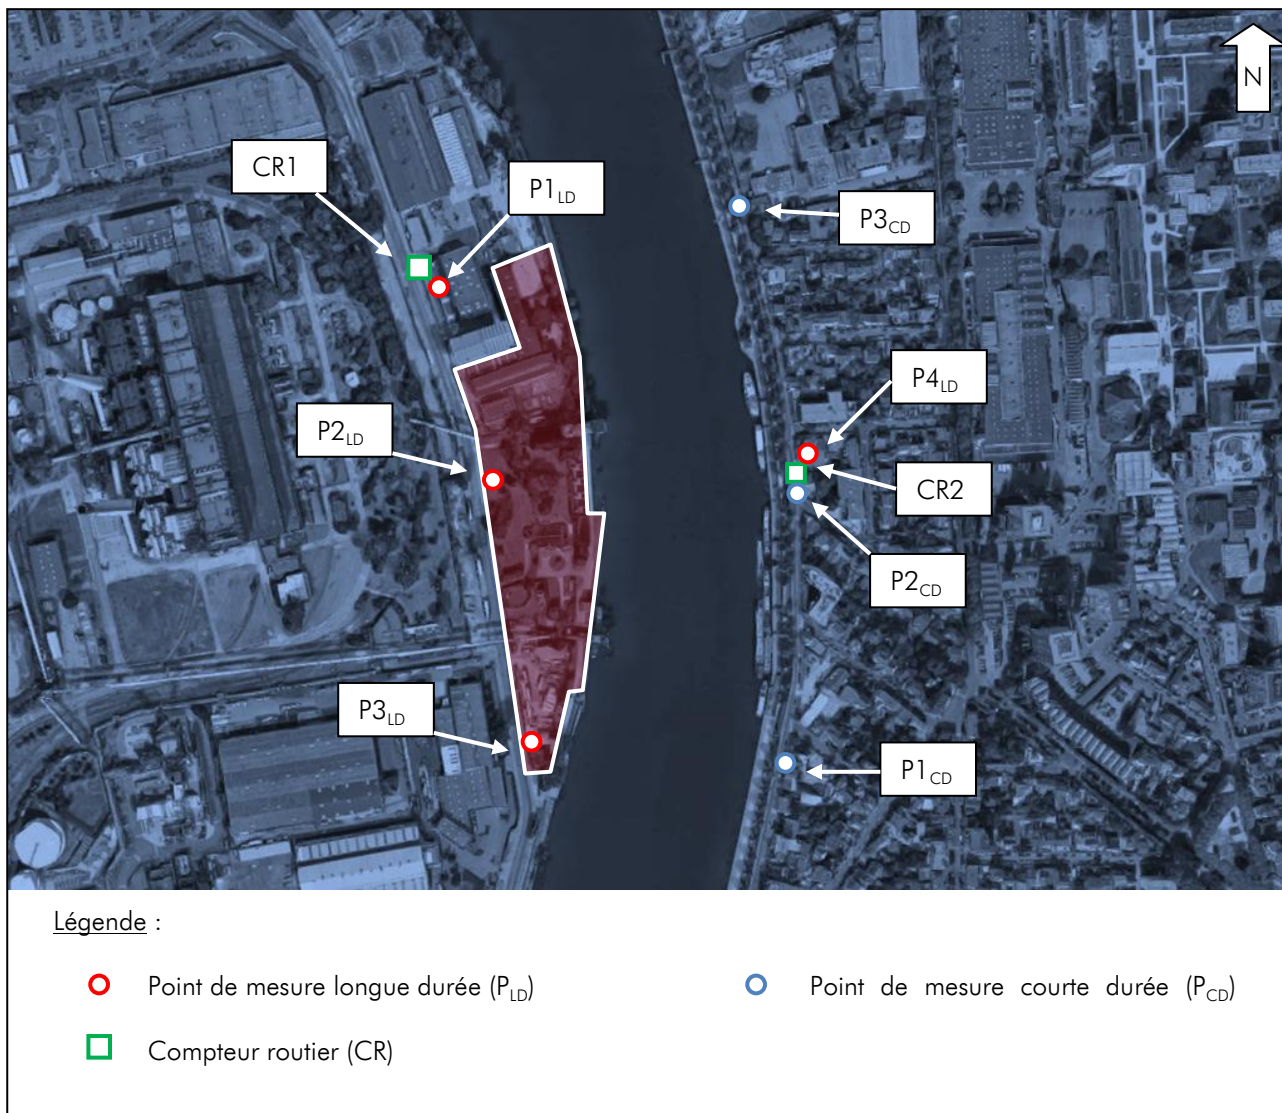 N
CR1
P1LD
P3CD
P4LD
P2LD
CR2
P2CD
P3LD
P1CD
Légende :
Point de mesure longue durée (PLD)
Point de mesure courte durée (PCD)
Compteur routier (CR)